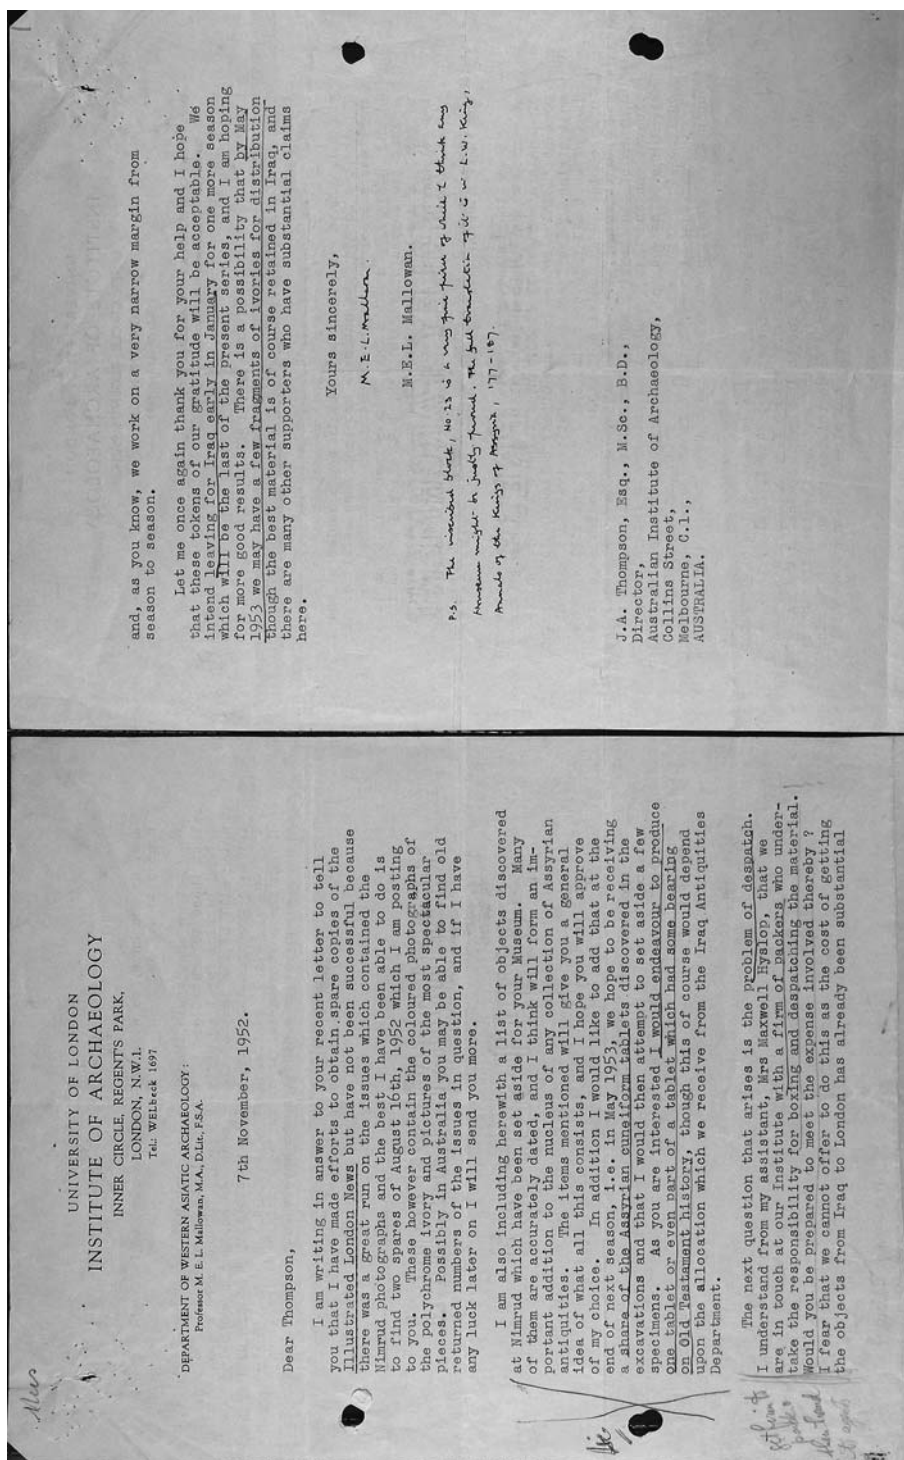 UNIVERSITY OF LONDON
INSTITUTE OF ARCHAEOLOGY
INNER CIRCLE, REGENT'S PARK,
LONDON, N.W.1.
Tel.: WELbeck 1697
DEPARTMENT OF WESTERN ASIATIC ARCHAEOLOGY:
Professor M. E. L. Mallowan, M.A., D.Lit., F.S.A.
7th November, 1952.
Dear Thompson,
I am writing in answer to your recent letter to tell
you that I have made efforts to obtain spare copies of the
Illustrated London News but have not been successful because
there was a great run on the issues which contained the
Nimrud photographs and the best I have been able to do is
to find two spares of August 16th, 1952 which I am posting
to you. These however contain the coloured photographs of
the polychrome ivory and pictures of the most spectacular
pieces. Possibly in Australia you may be able to find old
returned numbers of the issues in question, and if I have
any luck later on I will send you more.
I am also including herewith a list of objects discovered
at Nimrud which have been set aside for your Museum. Many
of them are accurately dated, and I think will form an im-
portant addition to the nucleus of any collection of Assyrian
antiquities. The items mentioned will give you a general
idea of what all this consists, and I hope you will approve
of my choice. In addition I would like to add that at the
end of next season, i.e. in May 1953, we hope to be receiving
a share of the Assyrian cuneiform tablets discovered in the
excavations and that I would then attempt to set aside a few
specimens. As you are interested I would endeavour to produce
one tablet or even part of a tablet which had some bearing
on Old Testament history, though this of course would depend
upon the allocation which we receive from the Iraq Antiquities
Department.
The next question that arises is the problem of despatch.
I understand from my assistant, Mrs Maxwell Hyslop, that we
are in touch at our Institute with a firm of packers who under-
take the responsibility for boxing and despatching the material.
Would you be prepared to meet the expense involved thereby ?
I fear that we cannot offer to do this as the cost of getting
the objects from Iraq to London has already been substantial
and, as you know, we work on a very narrow margin from
season to season.
Let me once again thank you for your help and I hope
that these tokens of our gratitude will be acceptable. We
intend leaving for Iraq early in January for one more season
which will be the last of the present series, and I am hoping
for more good results. There is a possibility that by May
1953 we may have a few fragments of ivories for distribution
though the best material is of course retained in Iraq, and
there are many other supporters who have substantial claims
here.
Yours sincerely,
M.E.L. Mallowan.
M.E.L. Mallowan.
P.S. The inscribed block, No. 23 is a very fine piece of which I think any
Museum might be justly proud. The full translation of it is in L.W. King,
Annals of the Kings of Assyria, 177-187.
J.A. Thompson, Esq., M.Sc., B.D.,
Director,
Australian Institute of Archaeology,
Collins Street,
Melbourne, C.1.,
AUSTRALIA.